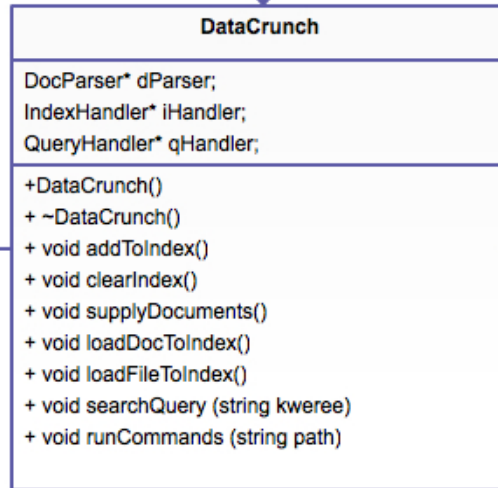 DataCrunch
DocParser* dParser;
IndexHandler* iHandler;
QueryHandler* qHandler;
+DataCrunch()
+ ~DataCrunch()
+ void addToIndex()
+ void clearIndex()
+ void supplyDocuments()
+ void loadDocToIndex()
+ void loadFileToIndex()
+ void searchQuery (string kweree)
+ void runCommands (string path)